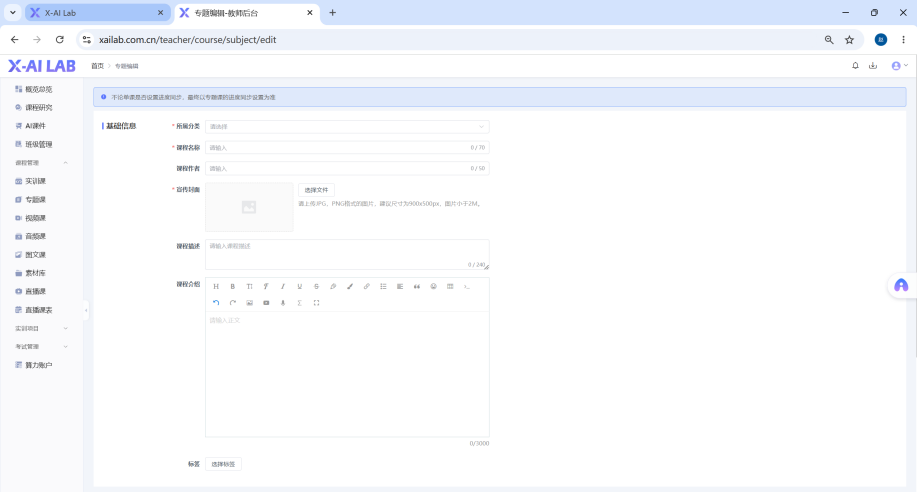 X-AI Lab
专题编辑-教师后台
xailab.com.cn/teacher/course/subject/edit
X-AI LAB
首页 / 专题编辑
概览总览
课程研究
AI课件
班级管理
课程管理
实训课
专题课
视频课
音频课
图文课
素材库
直播课
直播课表
实训项目
考试管理
算力账户
不论单课是否设置进度同步，最终以专题课的进度同步设置为准
基础信息
* 所属分类 请选择
* 课程名称 请输入 0 / 70
课程作者 请输入 0 / 50
* 宣传封面 选择文件
请上传JPG、PNG格式的图片，建议尺寸为900x500px，图片小于2M。
课程描述 请输入课程描述
0 / 240
课程介绍
请输入正文
0/3000
标签 选择标签